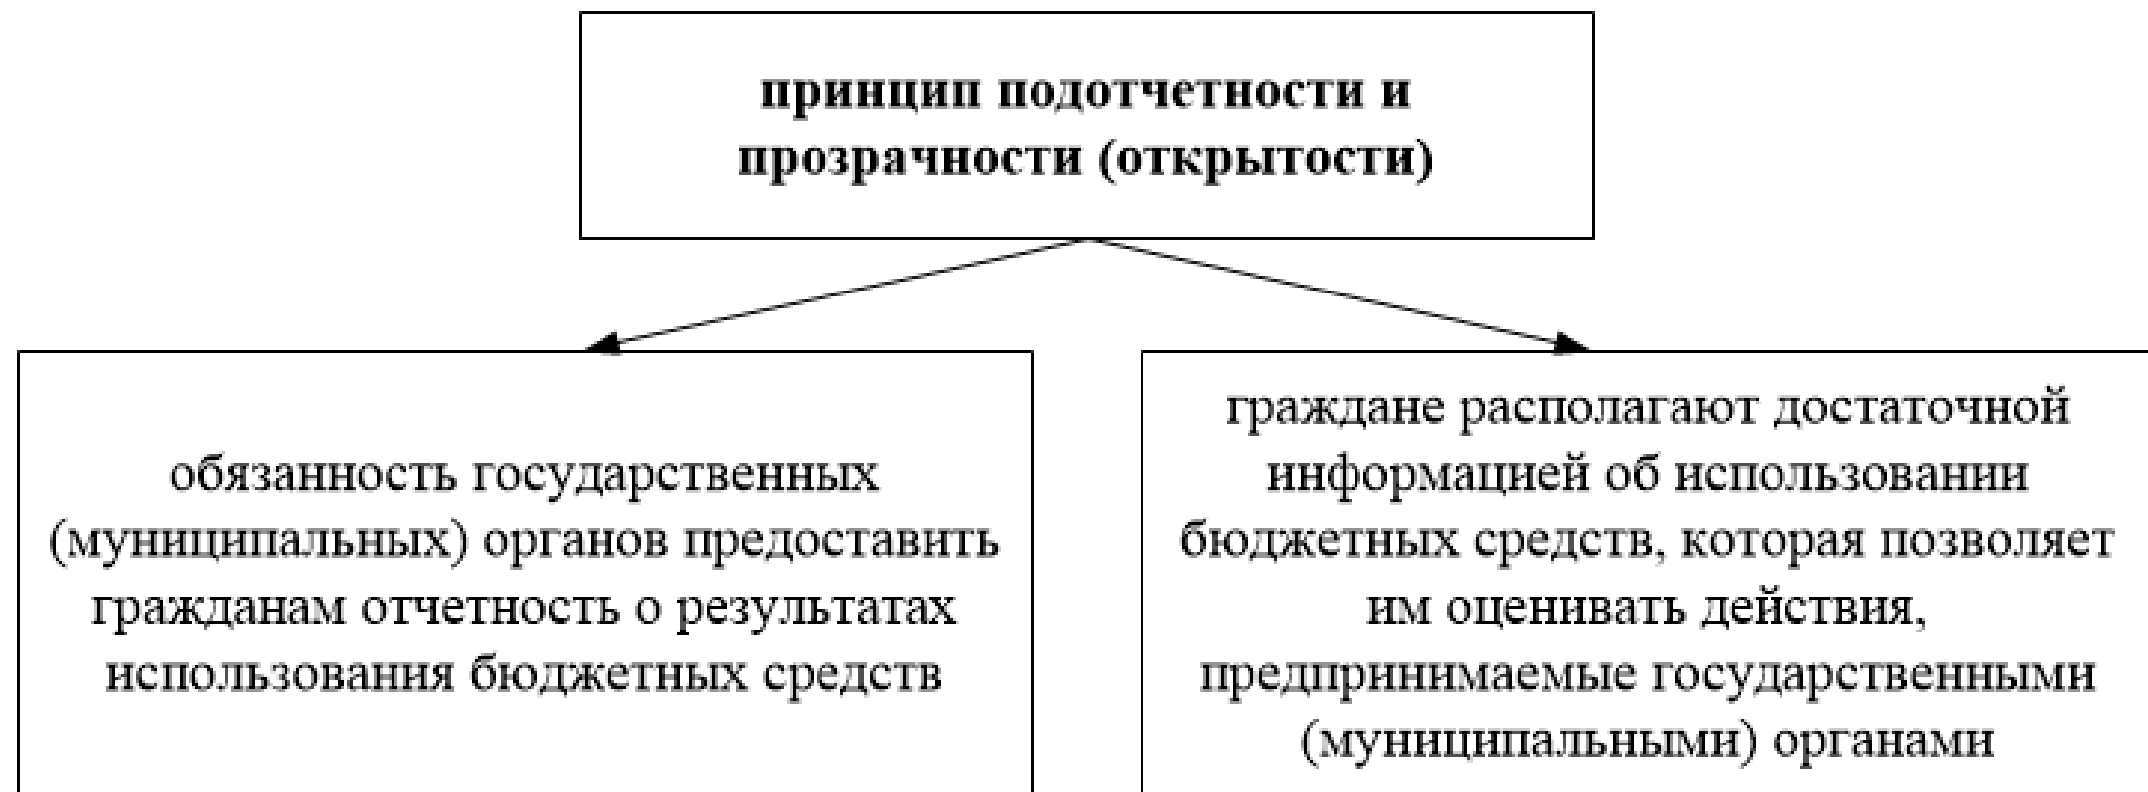 принцип подотчетности и
прозрачности (открытости)
обязанность государственных
(муниципальных) органов предоставить
гражданам отчетность о результатах
использования бюджетных средств
граждане располагают достаточной
информацией об использовании
бюджетных средств, которая позволяет
им оценивать действия,
предпринимаемые государственными
(муниципальными) органами